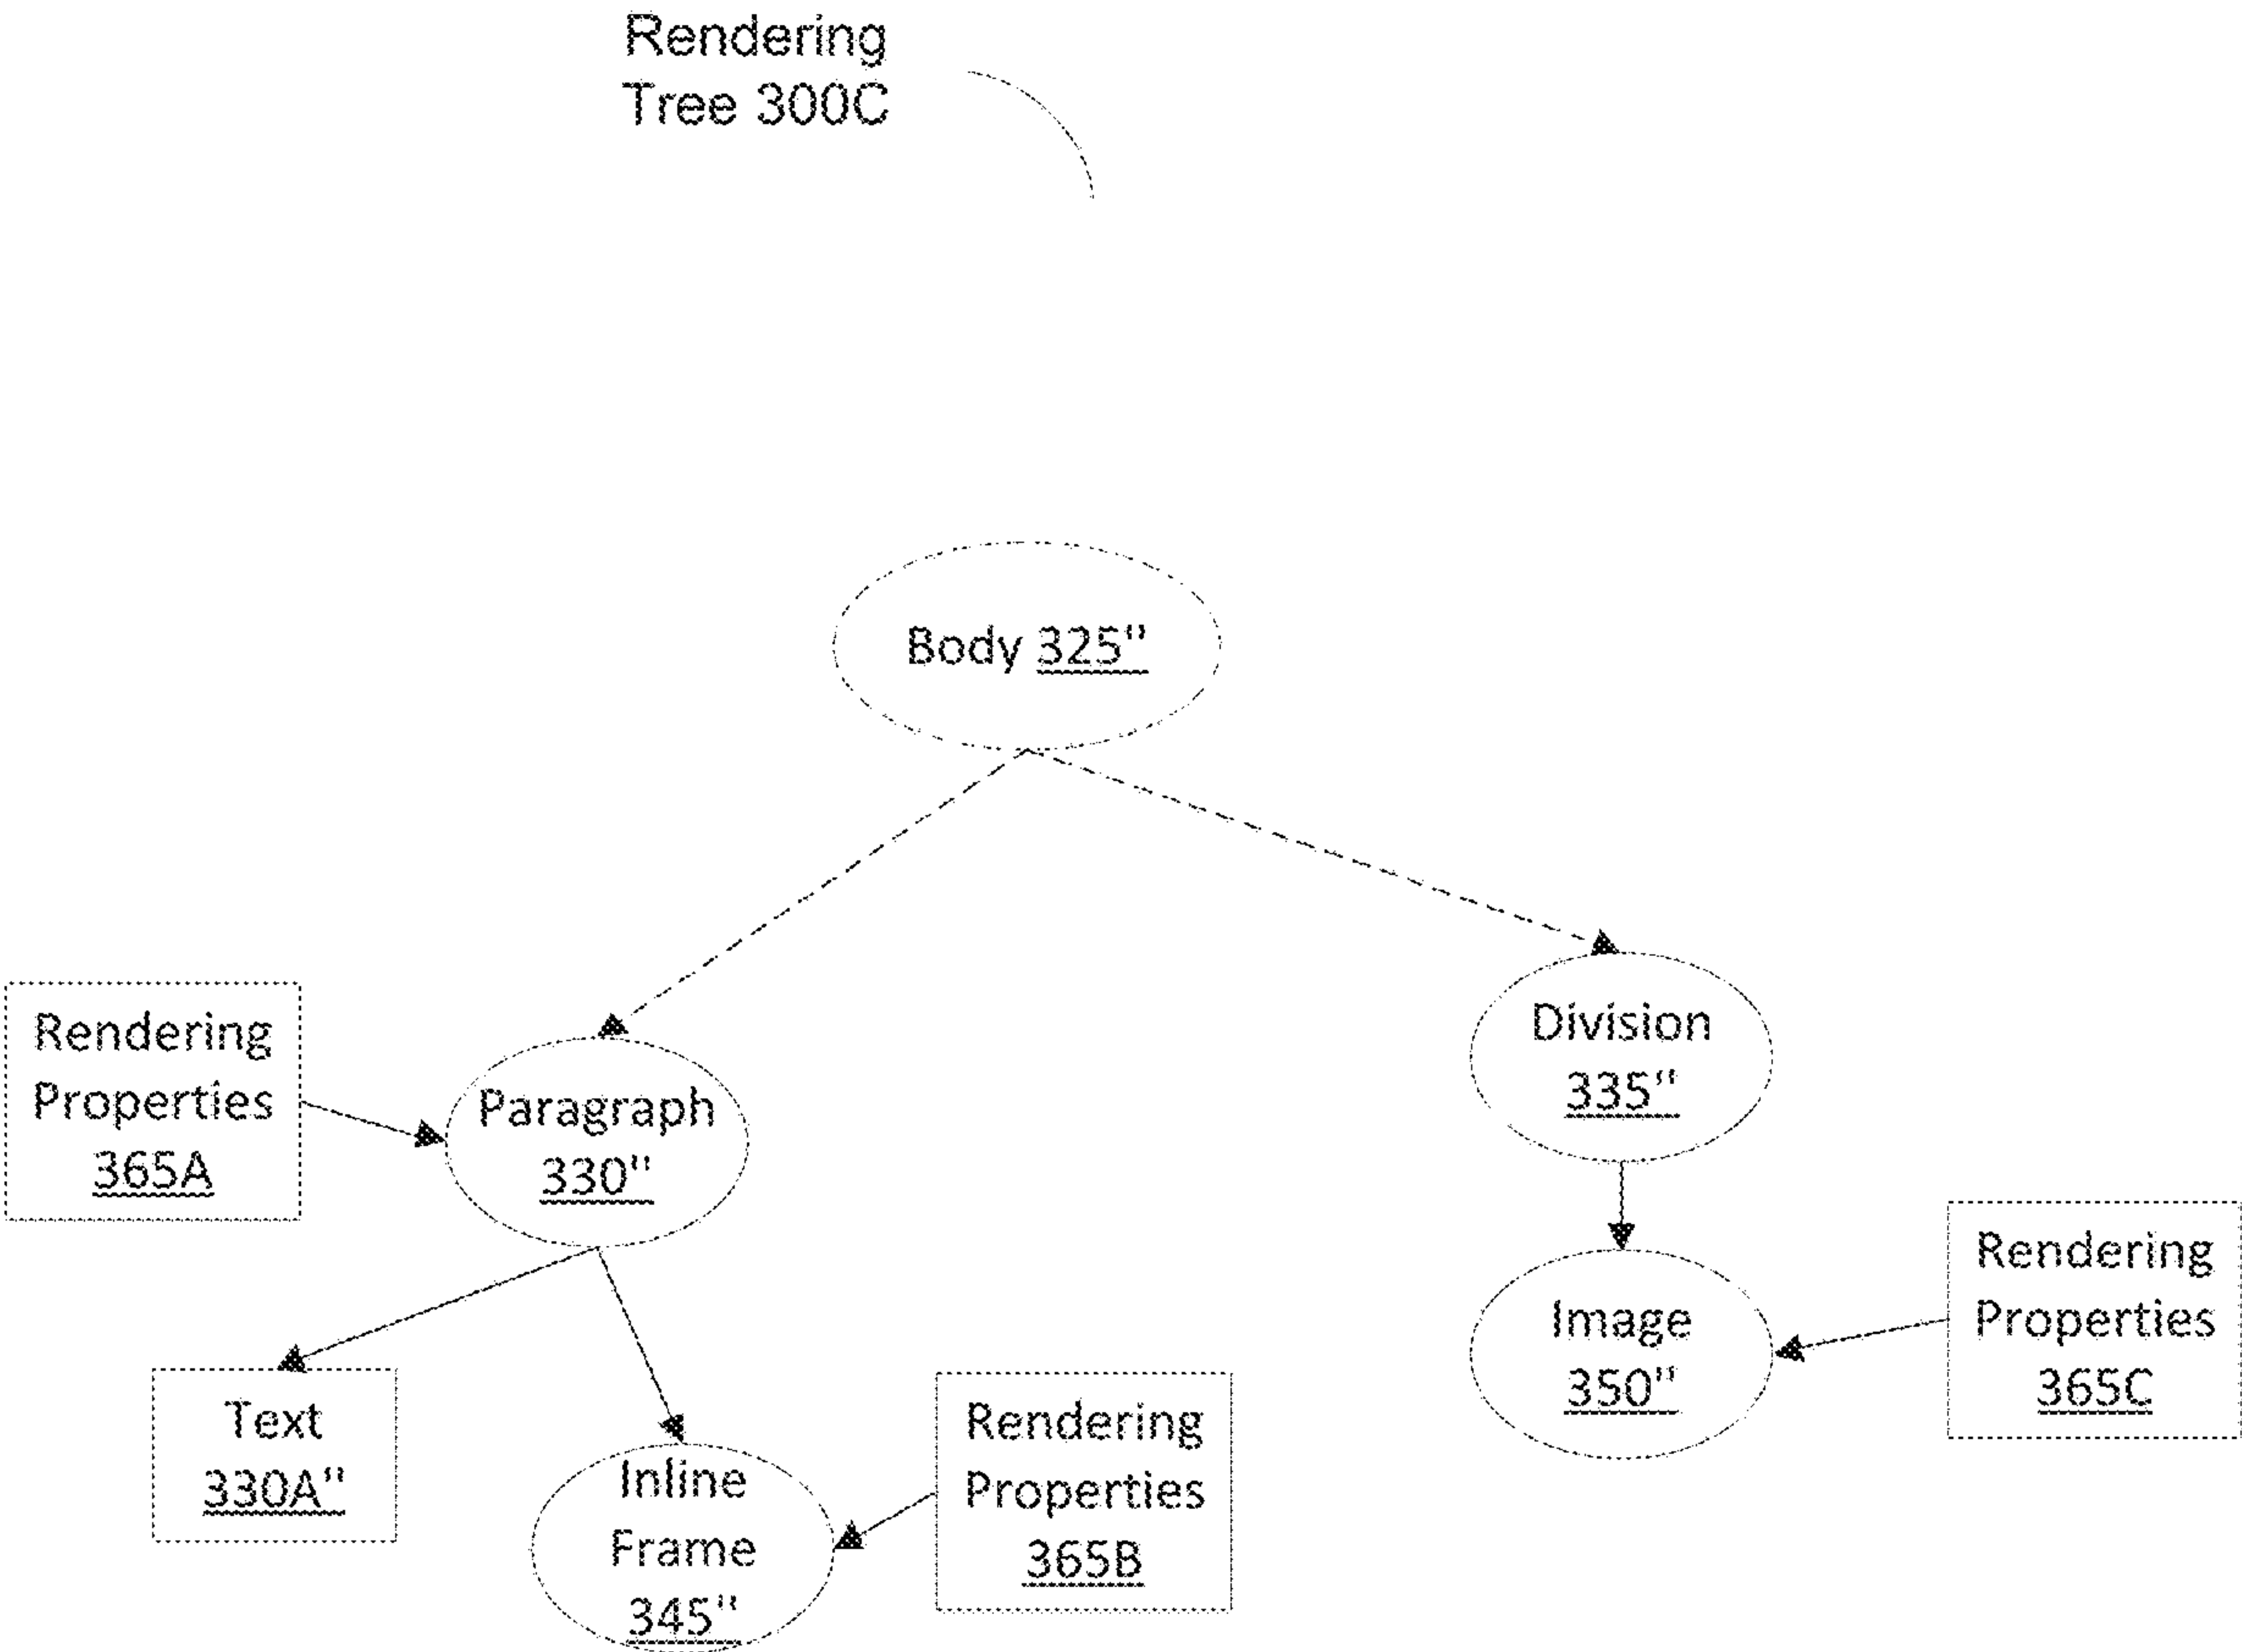 Rendering
Tree 300C
Body 325"
Rendering
Properties
365A
Paragraph
330"
Division
335"
Text
330A"
Inline
Frame
345"
Rendering
Properties
365B
Image
350"
Rendering
Properties
365C